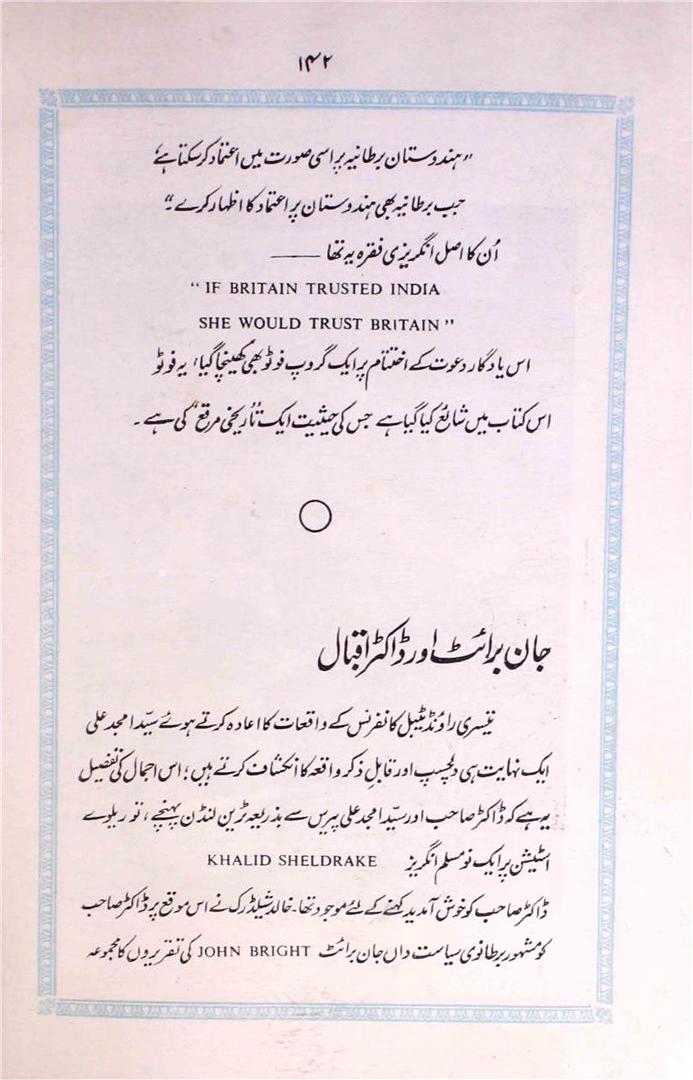 ۱۴۲
"ہندوستان برطانیہ پر اسی صورت میں اعتماد کر سکتا ہے،
جب برطانیہ بھی ہندوستان پر اعتماد کا اظہار کرے۔"
اُن کا اصل انگریزی فقرہ یہ تھا ———
"IF BRITAIN TRUSTED INDIA
SHE WOULD TRUST BRITAIN"
اس یادگار دعوت کے اختتام پر ایک گروپ فوٹو بھی کھینچا گیا، یہ فوٹو
اس کتاب میں شائع کیا گیا ہے جس کی حیثیت ایک "تاریخی مرقع" کی ہے۔
جان برائٹ اور ڈاکٹر اقبال
تیسری راؤنڈ ٹیبل کانفرنس کے واقعات کا اعادہ کرتے ہوئے سیّد امجد علی
ایک نہایت ہی دلچسپ اور قابلِ ذکر واقعہ کا انکشاف کرتے ہیں؛ اس اجمال کی تفصیل
یہ ہے کہ ڈاکٹر صاحب اور سیّد امجد علی پیرس سے بذریعہ ٹرین لنڈن پہنچے، تو ریلوے
اسٹیشن پر ایک نو مسلم انگریز KHALID SHELDRAKE
ڈاکٹر صاحب کو خوش آمدید کہنے کے لئے موجود تھا۔ خالد شیلڈرک نے اس موقع پر ڈاکٹر صاحب
کو مشہور برطانوی سیاست داں جان برائٹ JOHN BRIGHT کی تقریروں کا مجموعہ